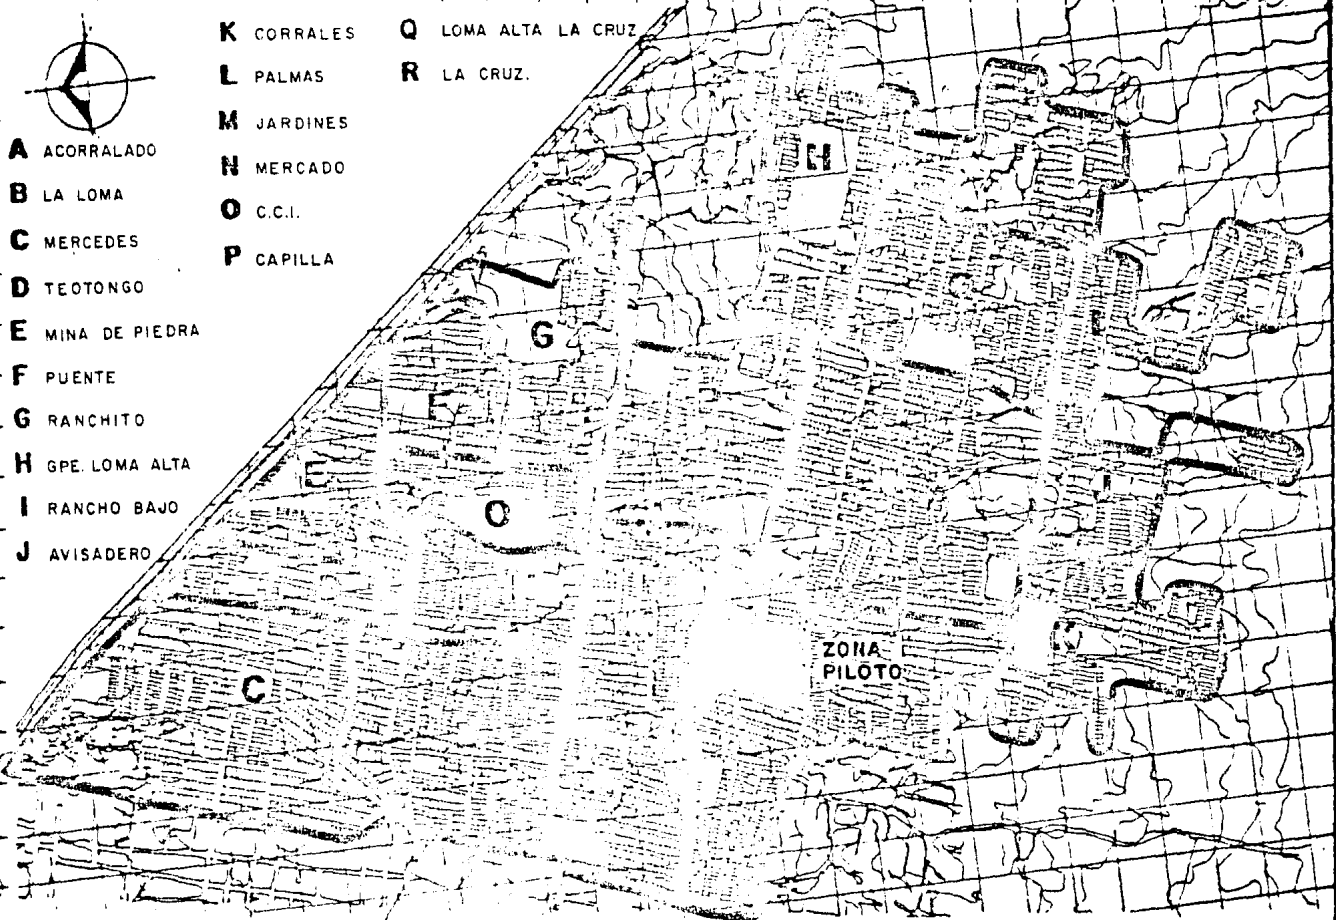 K CORRALES
L PALMAS
M JARDINES
N MERCADO
O C.C.I.
P CAPILLA
Q LOMA ALTA LA CRUZ
R LA CRUZ.
A ACORRALADO
B LA LOMA
C MERCEDES
D TEOTONGO
E MINA DE PIEDRA
F PUENTE
G RANCHITO
H GPE. LOMA ALTA
I RANCHO BAJO
J AVISADERO
H
G
F
E
O
I
C
ZONA
PILOTO